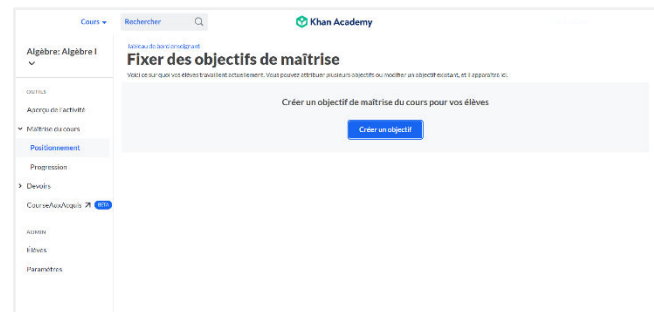 Cours
Rechercher
Khan Academy
Algèbre: Algèbre I
Tableau de bord enseignant
Fixer des objectifs de maîtrise
Voici ce sur quoi vos élèves travaillent actuellement. Vous pouvez attribuer plusieurs objectifs ou modifier un objectif existant, et il apparaîtra ici.
Créer un objectif de maîtrise du cours pour vos élèves
Créer un objectif
OUTILS
Aperçu de l'activité
Maîtrise du cours
Positionnement
Progression
Devoirs
CourseAuxAcquis BETA
ADMIN
Élèves
Paramètres